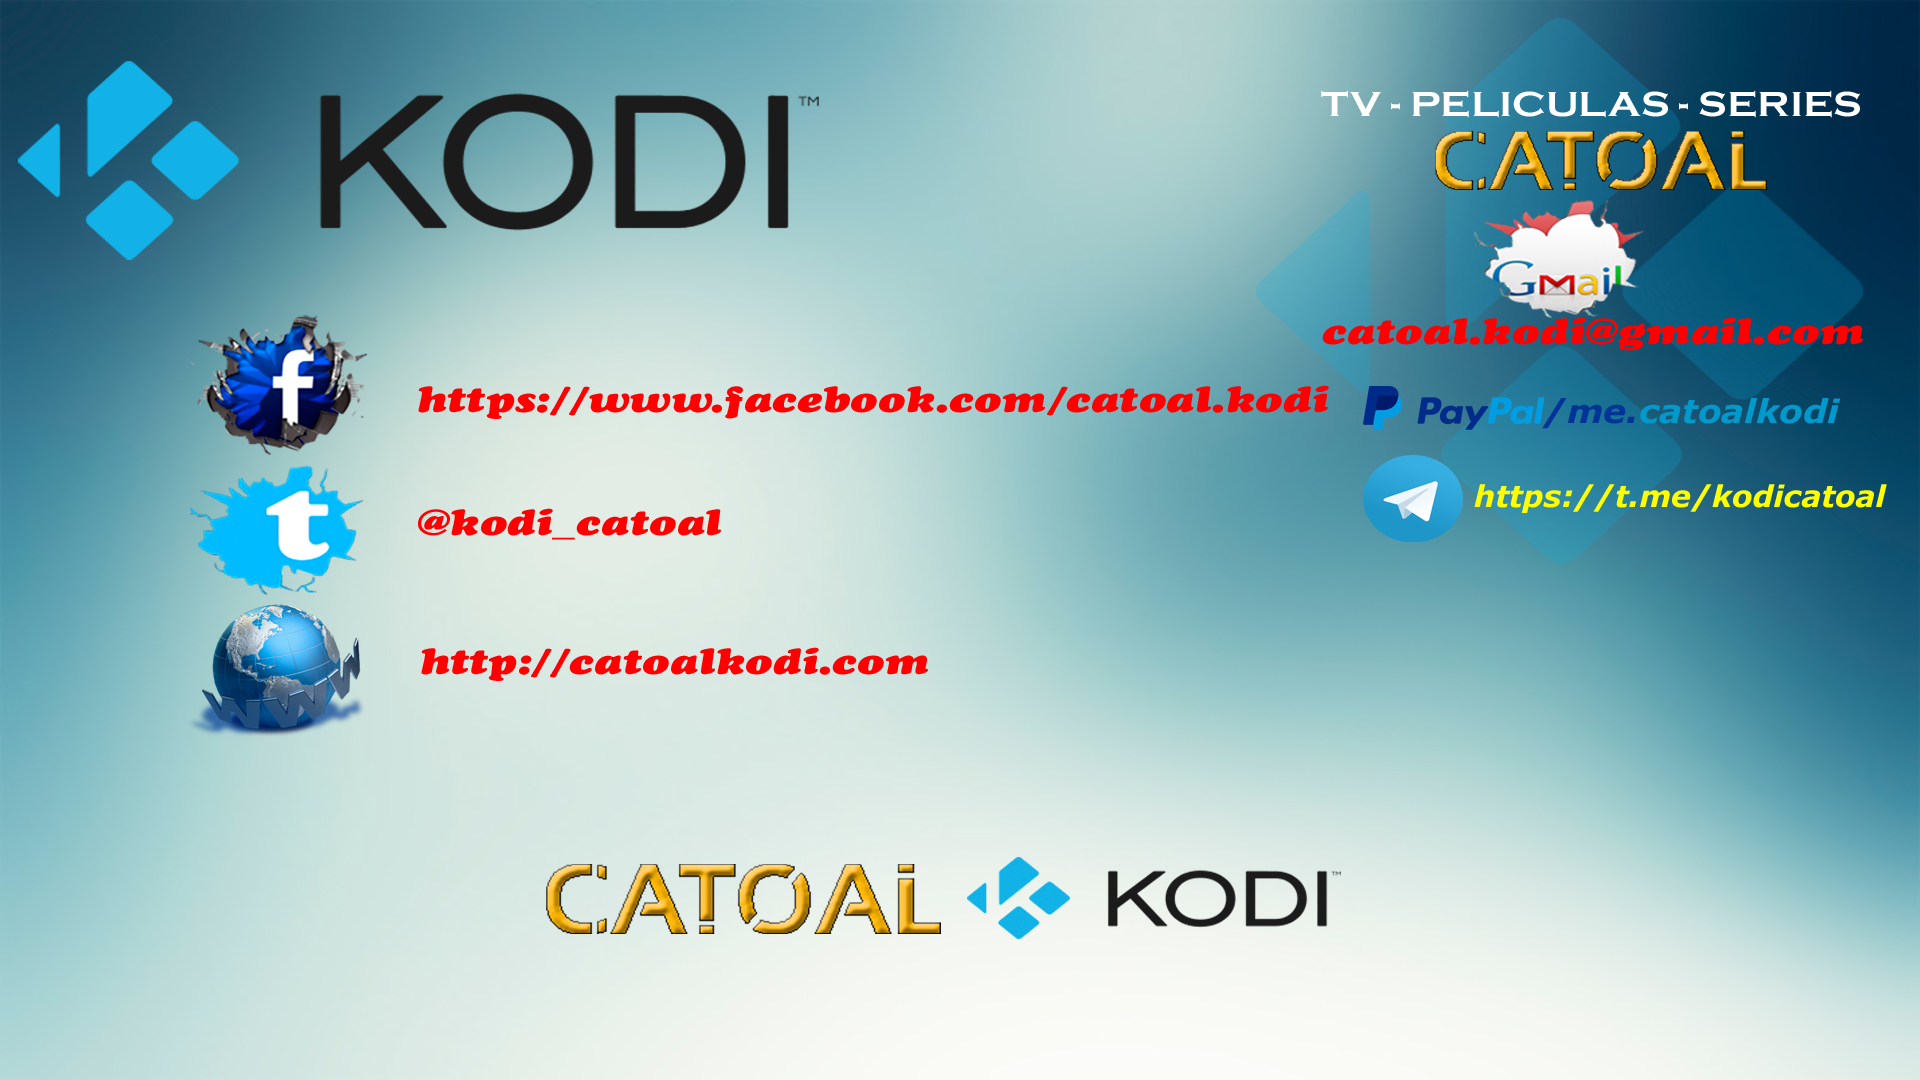 KODI™
TV - PELICULAS - SERIES
CATOAL
GMail
catoal.kodi@gmail.com
f
https://www.facebook.com/catoal.kodi
PayPal/me.catoalkodi
https://t.me/kodicatoal
t
@kodi_catoal
http://catoalkodi.com
WWW
CATOAL KODI™